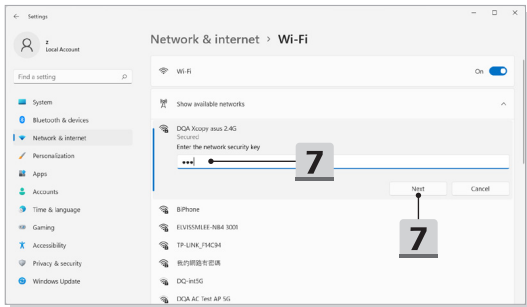 Settings
z
Local Account
Find a setting
System
Bluetooth & devices
Network & internet
Personalization
Apps
Accounts
Time & language
Gaming
Accessibility
Privacy & security
Windows Update
Network & internet > Wi-Fi
Wi-Fi
On
Show available networks
DQA Xcopy asus 2.4G
Secured
Enter the network security key
•••
7
Next
Cancel
7
BiPhone
ELVISSMLEE-NB4 3001
TP-LINK_F14C94
我的網路有密碼
DQ-int5G
DQA AC Test AP 5G